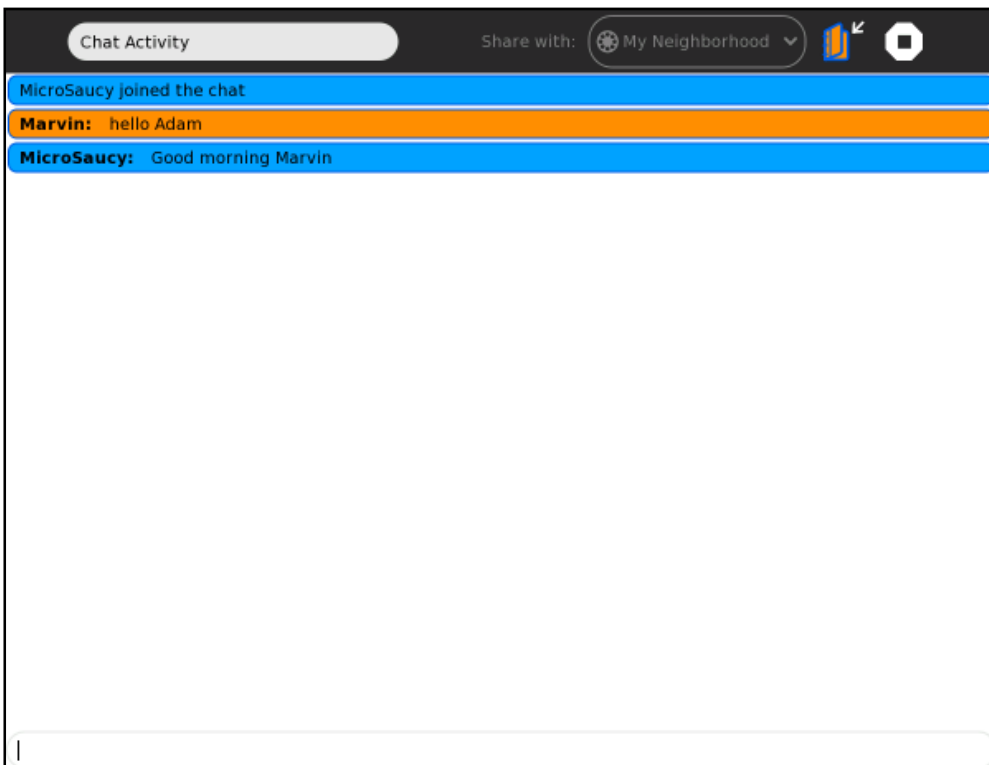 Chat Activity
Share with: My Neighborhood
MicroSaucy joined the chat
Marvin: hello Adam
MicroSaucy: Good morning Marvin